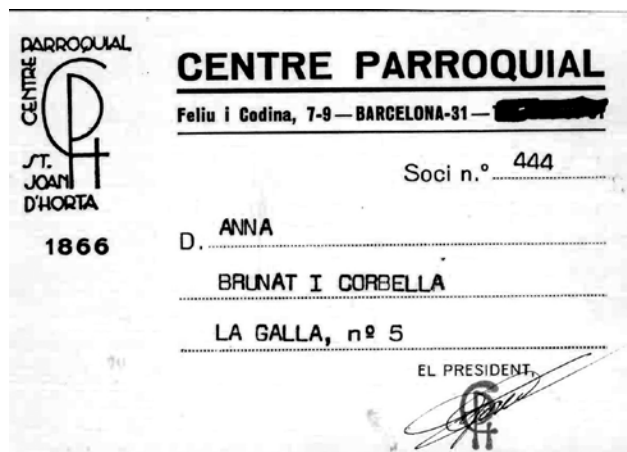 PARROQUIAL
CENTRE
CPH
ST.
JOAN
D'HORTA
1866
CENTRE PARROQUIAL
Feliu i Codina, 7-9 — BARCELONA-31 —
Soci n.º 444
D. ANNA
BRUNAT I CORBELLA
LA GALLA, nº 5
EL PRESIDENT,